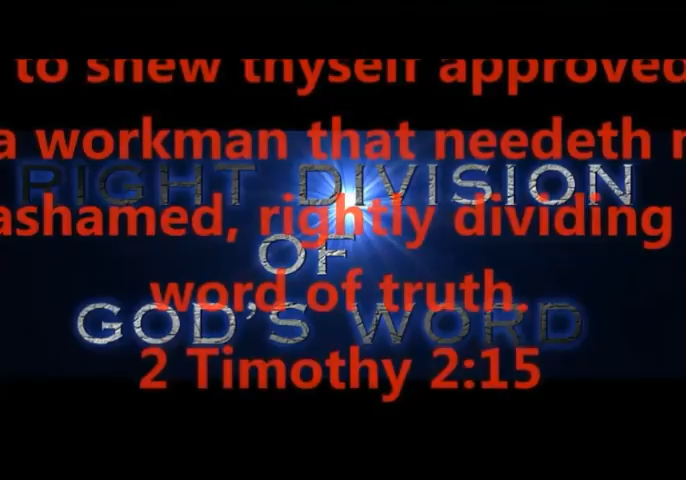 to shew thyself approved
a workman that needeth
RIGHT DIVISION
ashamed, rightly dividing
OF
word of truth.
GOD'S WORD
2 Timothy 2:15